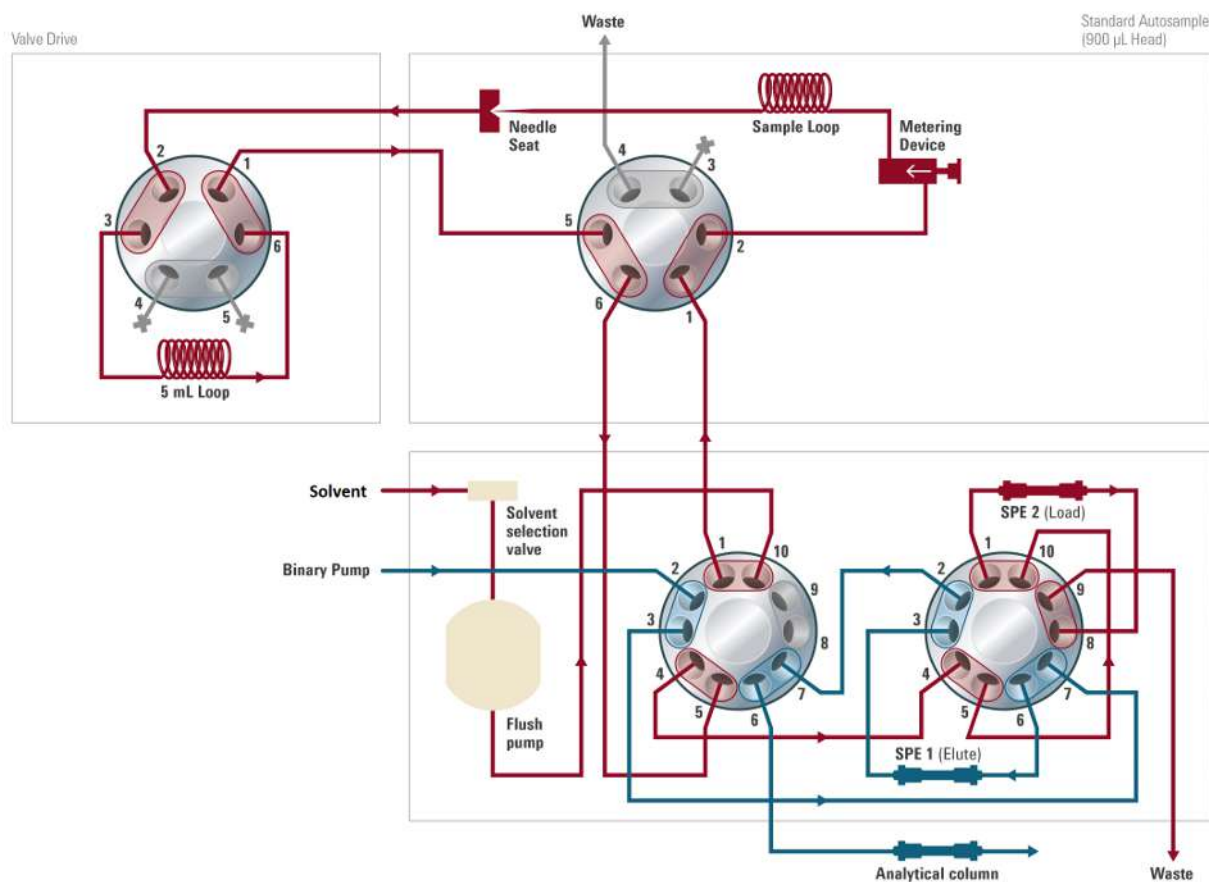 Waste
Standard Autosample
(900 µL Head)
Valve Drive
Needle
Seat
Sample Loop
Metering
Device
2
1
3
6
4
5
5 mL Loop
4
3
5
2
6
1
Solvent
Solvent
selection
valve
Binary Pump
Flush
pump
1
10
2
9
3
8
4
7
5
6
SPE 2 (Load)
1
10
2
9
3
8
4
7
5
6
SPE 1 (Elute)
Analytical column
Waste